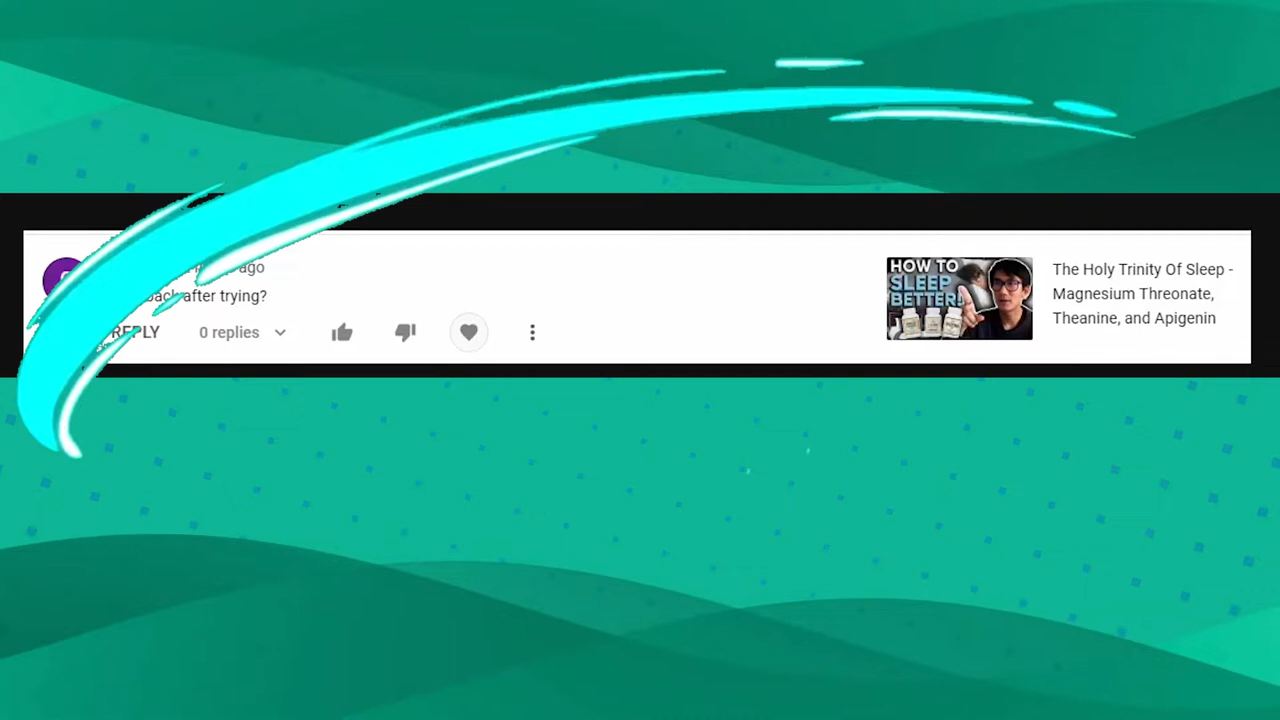 ago
back after trying?
REPLY 0 replies
HOW TO
SLEEP
BETTER!
The Holy Trinity Of Sleep -
Magnesium Threonate,
Theanine, and Apigenin